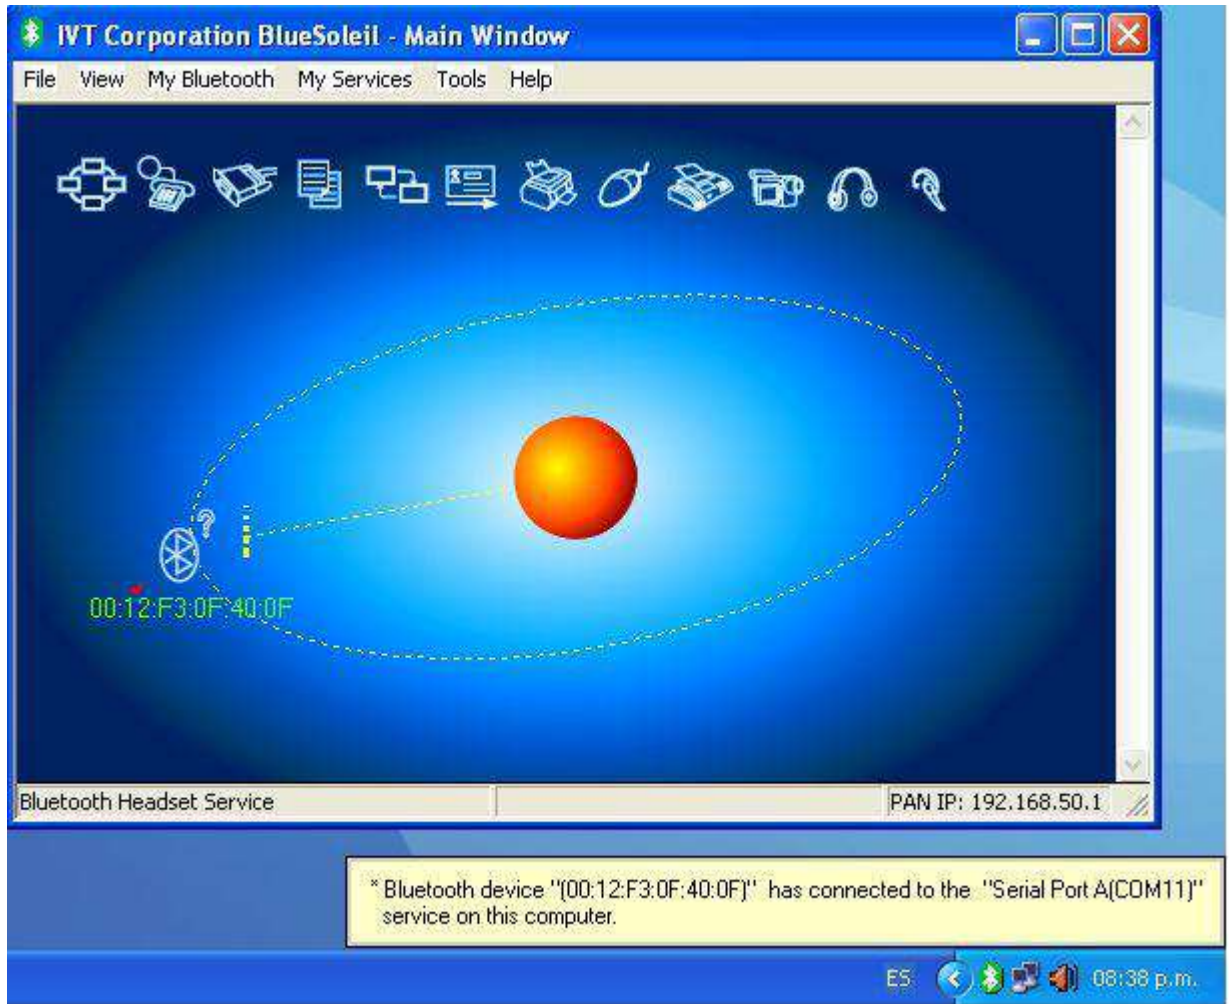 IVT Corporation BlueSoleil - Main Window
File View My Bluetooth My Services Tools Help
00:12:F3:0F:40:0F
Bluetooth Headset Service
PAN IP: 192.168.50.1
* Bluetooth device "(00:12:F3:0F:40:0F)" has connected to the "Serial Port A(COM11)"
service on this computer.
ES 08:38 p.m.